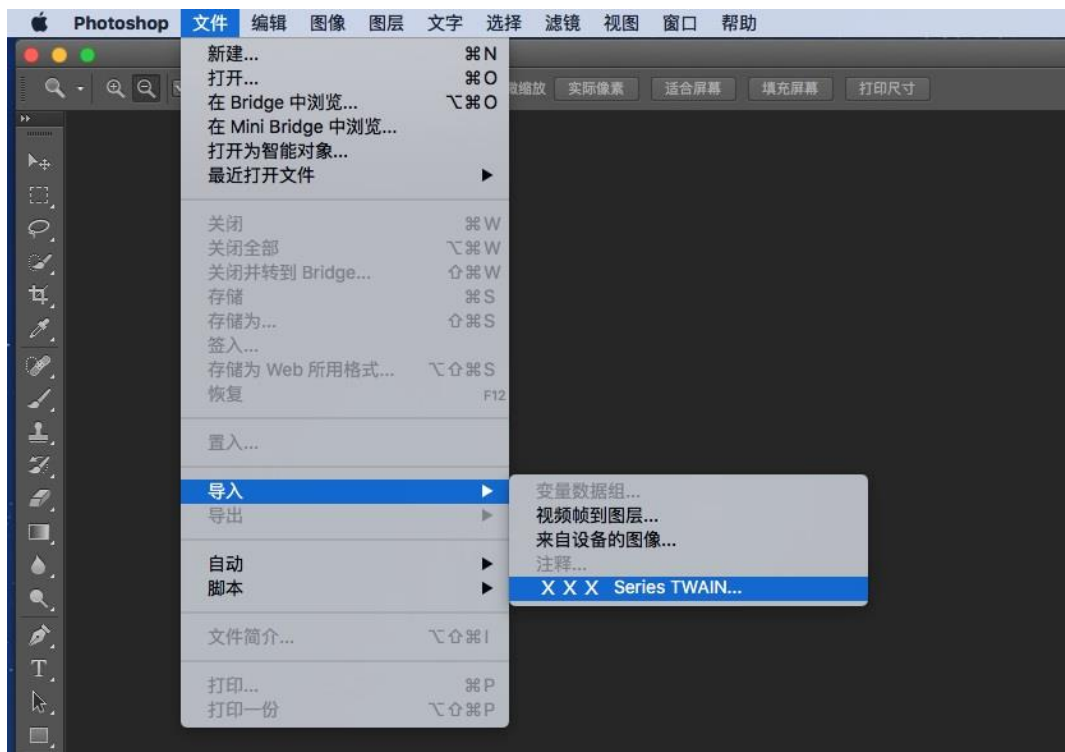 Photoshop 文件 编辑 图像 图层 文字 选择 滤镜 视图 窗口 帮助
实际像素 适合屏幕 填充屏幕 打印尺寸
新建... ⌘N
打开... ⌘O
在 Bridge 中浏览... ⌥⌘O
在 Mini Bridge 中浏览...
打开为智能对象...
最近打开文件
关闭 ⌘W
关闭全部 ⌥⌘W
关闭并转到 Bridge... ⇧⌘W
存储 ⌘S
存储为... ⇧⌘S
签入...
存储为 Web 所用格式... ⌥⇧⌘S
恢复 F12
置入...
导入
导出
自动
脚本
文件简介... ⌥⇧⌘I
打印... ⌘P
打印一份 ⌥⇧⌘P
变量数据组...
视频帧到图层...
来自设备的图像...
注释...
X X X Series TWAIN...